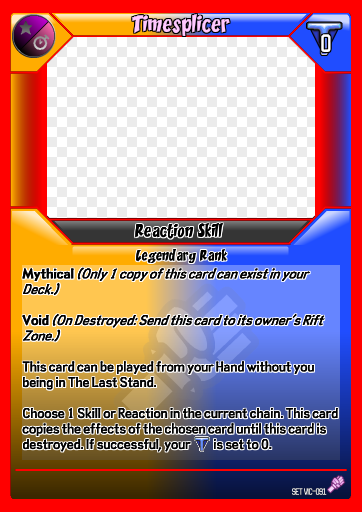 Timesplicer
0
Reaction Skill
Legendary Rank
Mythical (Only 1 copy of this card can exist in your
Deck.)
Void (On Destroyed: Send this card to its owner's Rift
Zone.)
This card can be played from your Hand without you
being in The Last Stand.
Choose 1 Skill or Reaction in the current chain. This card
copies the effects of the chosen card until this card is
destroyed. If successful, your is set to 0.
SET VIC-091